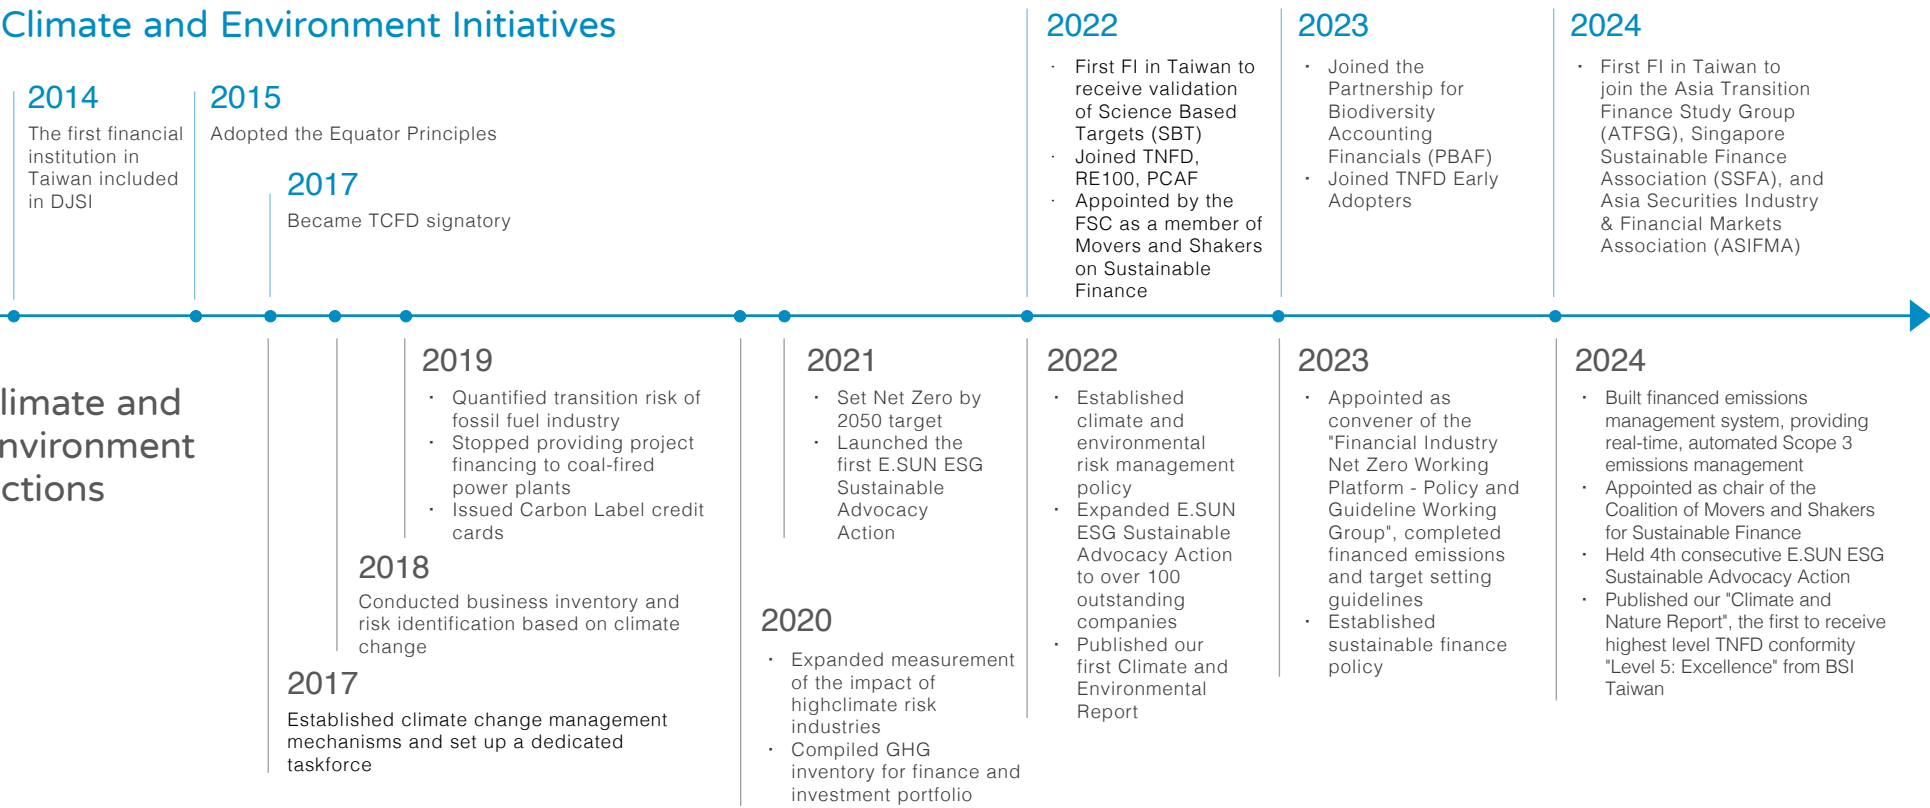 Climate and Environment Initiatives
2014
The first financial
institution in
Taiwan included
in DJSI
2015
Adopted the Equator Principles
2017
Became TCFD signatory
2022
· First FI in Taiwan to
receive validation
of Science Based
Targets (SBT)
· Joined TNFD,
RE100, PCAF
· Appointed by the
FSC as a member of
Movers and Shakers
on Sustainable
Finance
2023
· Joined the
Partnership for
Biodiversity
Accounting
Financials (PBAF)
· Joined TNFD Early
Adopters
2024
· First FI in Taiwan to
join the Asia Transition
Finance Study Group
(ATFSG), Singapore
Sustainable Finance
Association (SSFA), and
Asia Securities Industry
& Financial Markets
Association (ASIFMA)
limate and
nvironment
ctions
2017
Established climate change management
mechanisms and set up a dedicated
taskforce
2018
Conducted business inventory and
risk identification based on climate
change
2019
· Quantified transition risk of
fossil fuel industry
· Stopped providing project
financing to coal-fired
power plants
· Issued Carbon Label credit
cards
2020
· Expanded measurement
of the impact of
highclimate risk
industries
· Compiled GHG
inventory for finance and
investment portfolio
2021
· Set Net Zero by
2050 target
· Launched the
first E.SUN ESG
Sustainable
Advocacy
Action
2022
· Established
climate and
environmental
risk management
policy
· Expanded E.SUN
ESG Sustainable
Advocacy Action
to over 100
outstanding
companies
· Published our
first Climate and
Environmental
Report
2023
· Appointed as
convener of the
"Financial Industry
Net Zero Working
Platform - Policy and
Guideline Working
Group", completed
financed emissions
and target setting
guidelines
· Established
sustainable finance
policy
2024
· Built financed emissions
management system, providing
real-time, automated Scope 3
emissions management
· Appointed as chair of the
Coalition of Movers and Shakers
for Sustainable Finance
· Held 4th consecutive E.SUN ESG
Sustainable Advocacy Action
· Published our "Climate and
Nature Report", the first to receive
highest level TNFD conformity
"Level 5: Excellence" from BSI
Taiwan